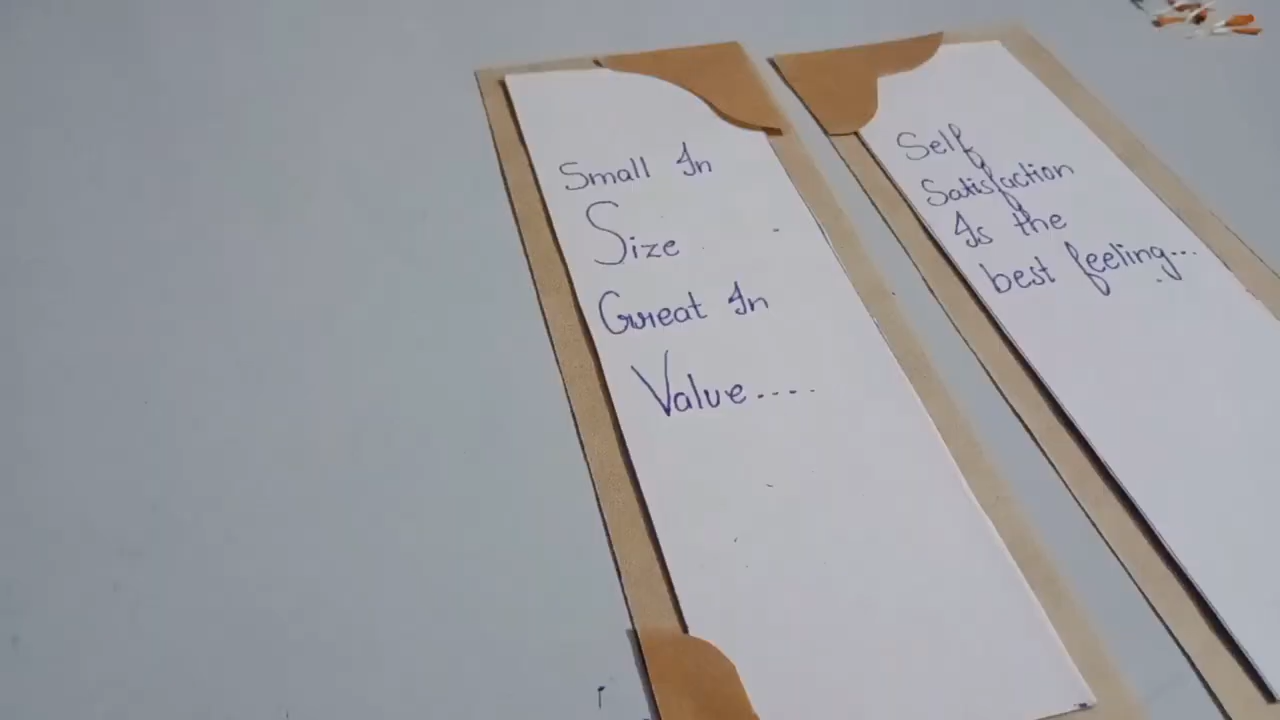 Small In
Size
Great In
Value....
Self
Satisfaction
Is the
best feeling...